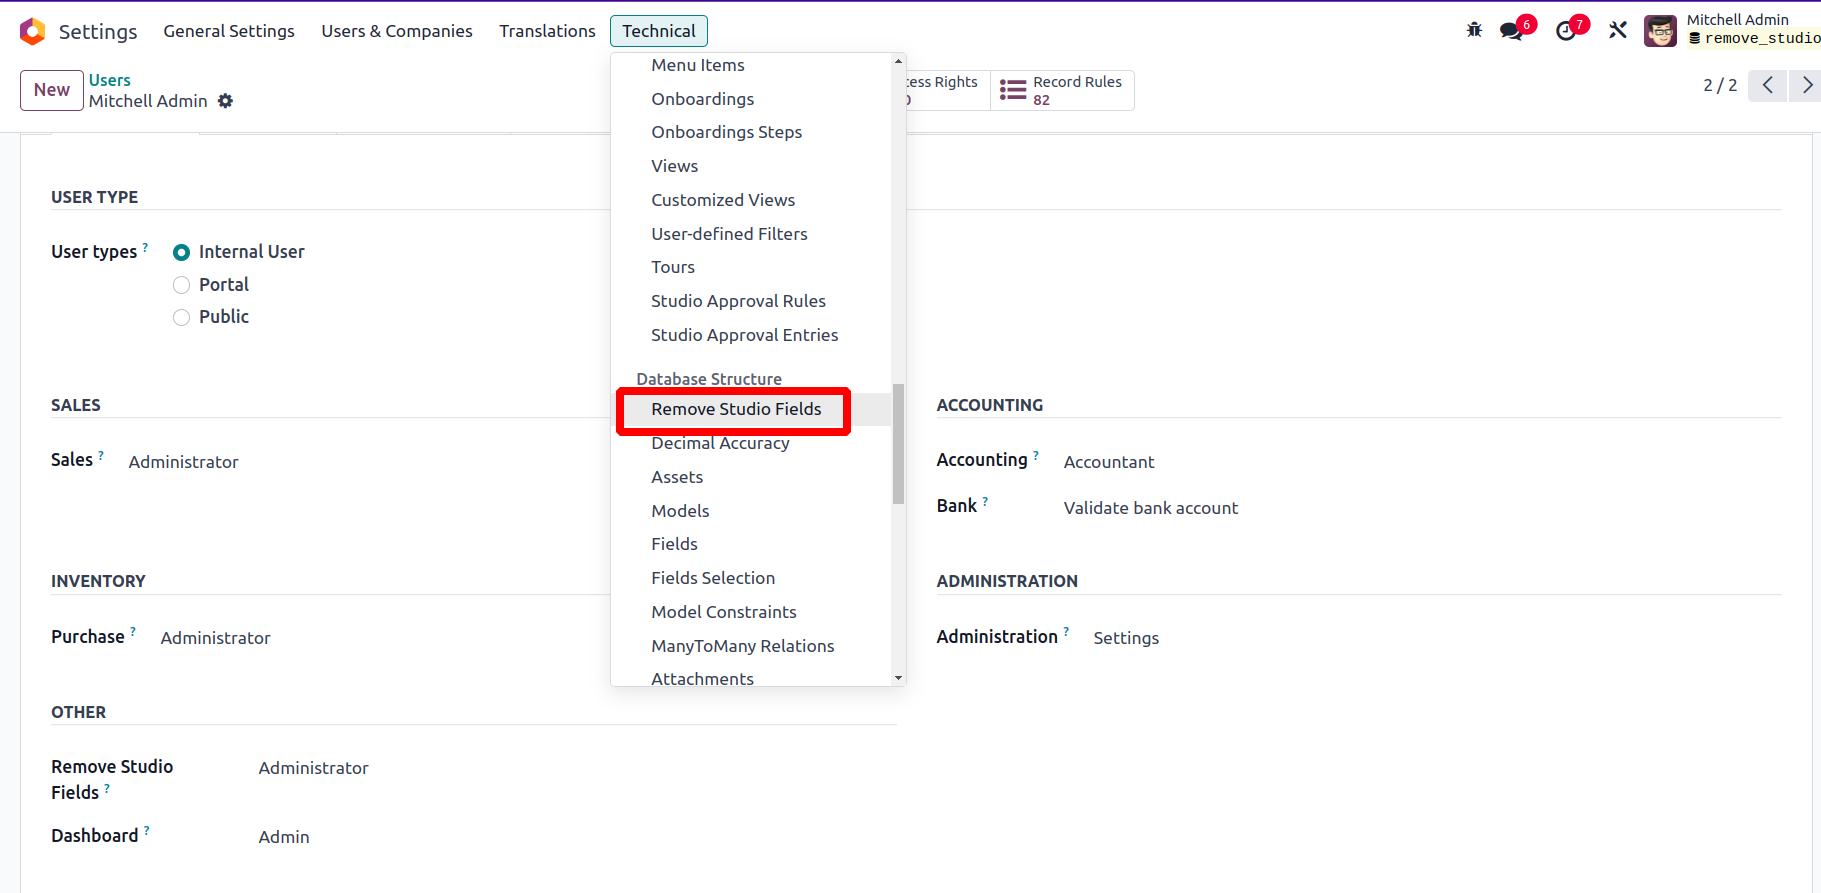 Settings General Settings Users & Companies Translations Technical 6 7 Mitchell Admin
remove_studio
New Users
Mitchell Admin
cess Rights
Record Rules
82
2 / 2
Menu Items
Onboardings
Onboardings Steps
Views
Customized Views
User-defined Filters
Tours
Studio Approval Rules
Studio Approval Entries
Database Structure
Remove Studio Fields
Decimal Accuracy
Assets
Models
Fields
Fields Selection
Model Constraints
ManyToMany Relations
Attachments
USER TYPE
User types ? Internal User
Portal
Public
SALES
Sales ? Administrator
ACCOUNTING
Accounting ? Accountant
Bank ? Validate bank account
INVENTORY
Purchase ? Administrator
ADMINISTRATION
Administration ? Settings
OTHER
Remove Studio Fields ? Administrator
Dashboard ? Admin